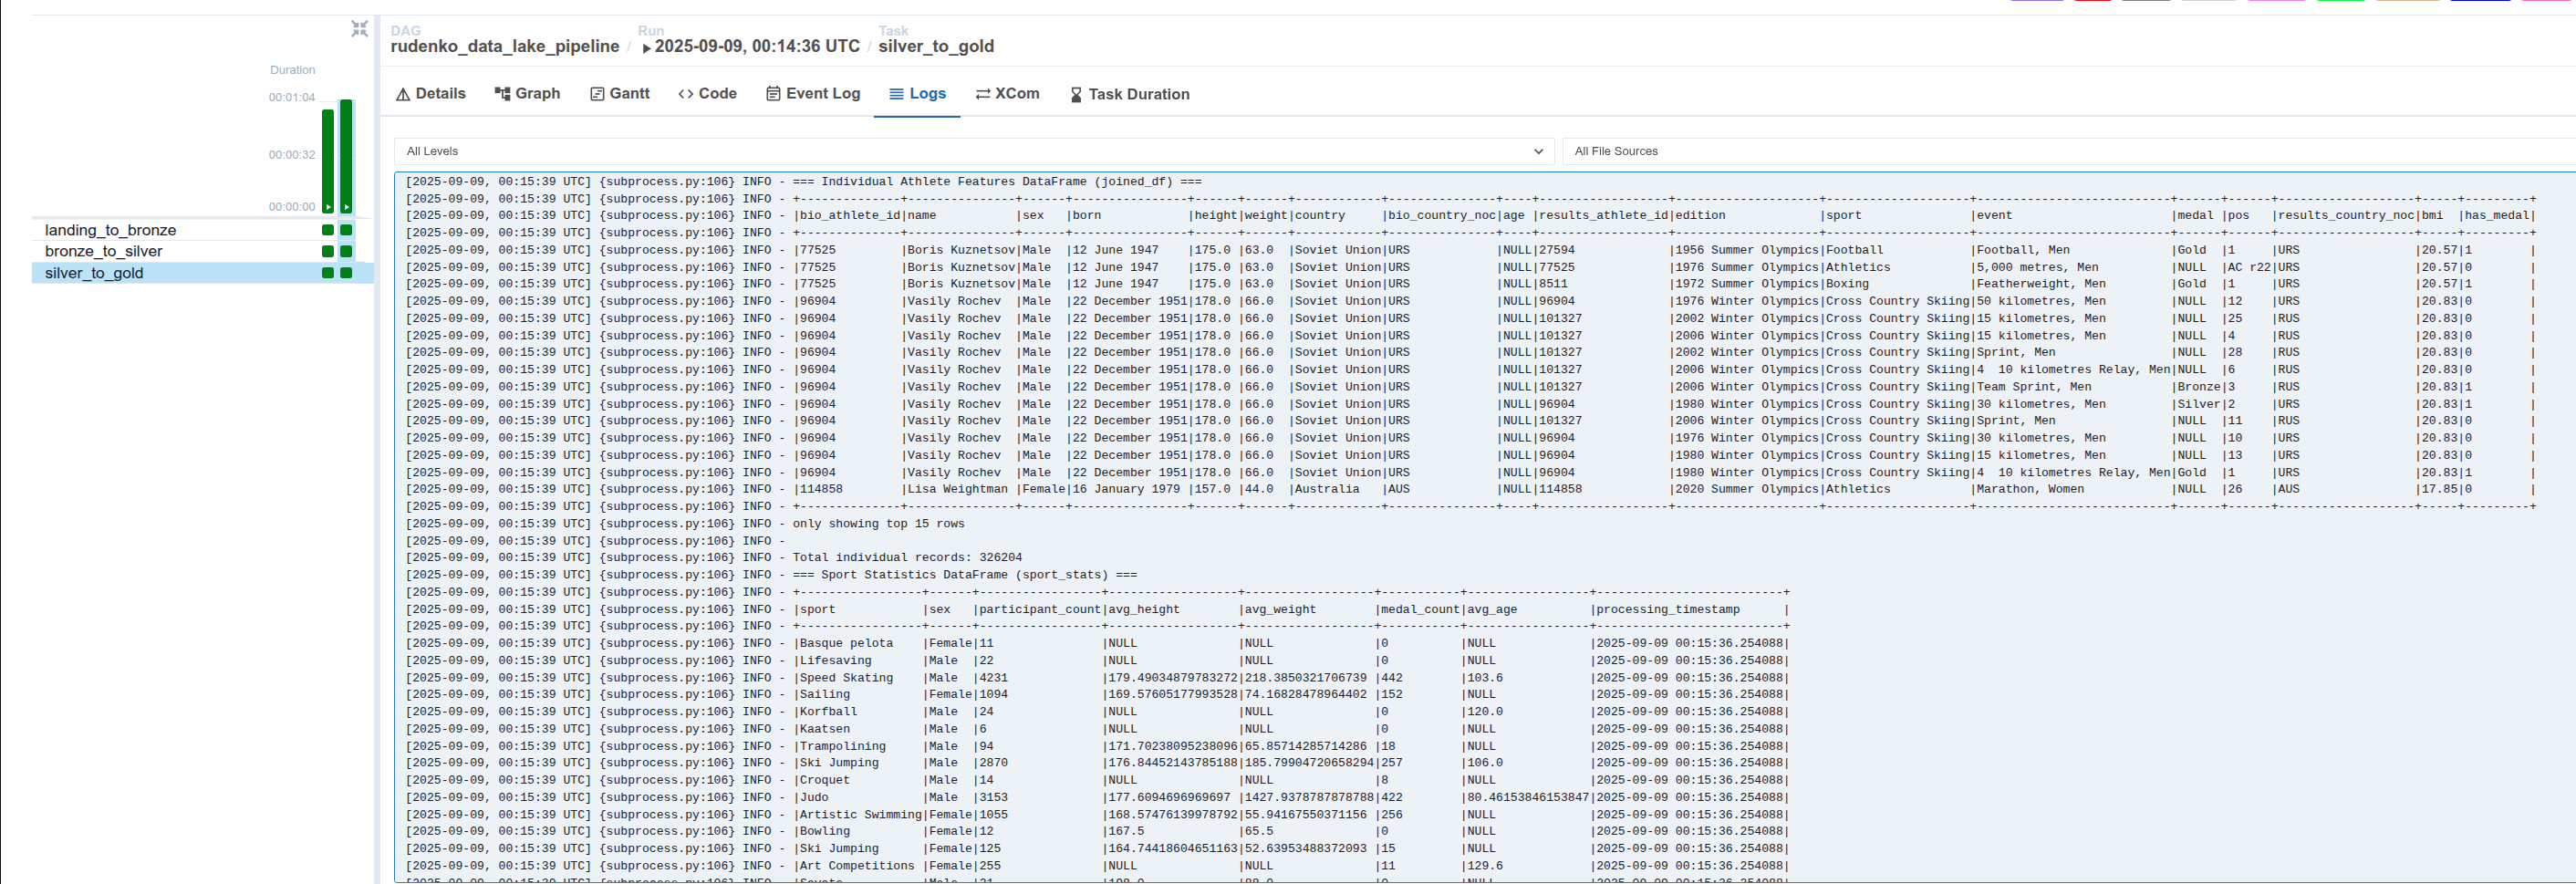 DAG
Run
Task
rudenko_data_lake_pipeline / ▶ 2025-09-09, 00:14:36 UTC / silver_to_gold
Duration
00:01:04
00:00:32
00:00:00
landing_to_bronze
bronze_to_silver
silver_to_gold
Details Graph Gantt <> Code Event Log Logs XCom Task Duration
All Levels
All File Sources
[2025-09-09, 00:15:39 UTC] {subprocess.py:106} INFO - === Individual Athlete Features DataFrame (joined_df) ===
[2025-09-09, 00:15:39 UTC] {subprocess.py:106} INFO - +--------------+---------------+------+----------------+------+------+------------+---------------+----+------------------+--------------------+--------------------+---------------------------+------+------+-------------------+-----+---------+
[2025-09-09, 00:15:39 UTC] {subprocess.py:106} INFO - |bio_athlete_id|name           |sex   |born            |height|weight|country     |bio_country_noc|age |results_athlete_id|edition             |sport               |event                      |medal |pos   |results_country_noc|bmi  |has_medal|
[2025-09-09, 00:15:39 UTC] {subprocess.py:106} INFO - +--------------+---------------+------+----------------+------+------+------------+---------------+----+------------------+--------------------+--------------------+---------------------------+------+------+-------------------+-----+---------+
[2025-09-09, 00:15:39 UTC] {subprocess.py:106} INFO - |77525         |Boris Kuznetsov|Male  |12 June 1947    |175.0 |63.0  |Soviet Union|URS            |NULL|27594             |1956 Summer Olympics|Football            |Football, Men              |Gold  |1     |URS                |20.57|1        |
[2025-09-09, 00:15:39 UTC] {subprocess.py:106} INFO - |77525         |Boris Kuznetsov|Male  |12 June 1947    |175.0 |63.0  |Soviet Union|URS            |NULL|77525             |1976 Summer Olympics|Athletics           |5,000 metres, Men          |NULL  |AC r22|URS                |20.57|0        |
[2025-09-09, 00:15:39 UTC] {subprocess.py:106} INFO - |77525         |Boris Kuznetsov|Male  |12 June 1947    |175.0 |63.0  |Soviet Union|URS            |NULL|8511              |1972 Summer Olympics|Boxing              |Featherweight, Men         |Gold  |1     |URS                |20.57|1        |
[2025-09-09, 00:15:39 UTC] {subprocess.py:106} INFO - |96904         |Vasily Rochev  |Male  |22 December 1951|178.0 |66.0  |Soviet Union|URS            |NULL|96904             |1976 Winter Olympics|Cross Country Skiing|50 kilometres, Men         |NULL  |12    |URS                |20.83|0        |
[2025-09-09, 00:15:39 UTC] {subprocess.py:106} INFO - |96904         |Vasily Rochev  |Male  |22 December 1951|178.0 |66.0  |Soviet Union|URS            |NULL|101327            |2002 Winter Olympics|Cross Country Skiing|15 kilometres, Men         |NULL  |25    |RUS                |20.83|0        |
[2025-09-09, 00:15:39 UTC] {subprocess.py:106} INFO - |96904         |Vasily Rochev  |Male  |22 December 1951|178.0 |66.0  |Soviet Union|URS            |NULL|101327            |2006 Winter Olympics|Cross Country Skiing|15 kilometres, Men         |NULL  |4     |RUS                |20.83|0        |
[2025-09-09, 00:15:39 UTC] {subprocess.py:106} INFO - |96904         |Vasily Rochev  |Male  |22 December 1951|178.0 |66.0  |Soviet Union|URS            |NULL|101327            |2002 Winter Olympics|Cross Country Skiing|Sprint, Men                |NULL  |28    |RUS                |20.83|0        |
[2025-09-09, 00:15:39 UTC] {subprocess.py:106} INFO - |96904         |Vasily Rochev  |Male  |22 December 1951|178.0 |66.0  |Soviet Union|URS            |NULL|101327            |2006 Winter Olympics|Cross Country Skiing|4  10 kilometres Relay, Men|NULL  |6     |RUS                |20.83|0        |
[2025-09-09, 00:15:39 UTC] {subprocess.py:106} INFO - |96904         |Vasily Rochev  |Male  |22 December 1951|178.0 |66.0  |Soviet Union|URS            |NULL|101327            |2006 Winter Olympics|Cross Country Skiing|Team Sprint, Men           |Bronze|3     |RUS                |20.83|1        |
[2025-09-09, 00:15:39 UTC] {subprocess.py:106} INFO - |96904         |Vasily Rochev  |Male  |22 December 1951|178.0 |66.0  |Soviet Union|URS            |NULL|96904             |1980 Winter Olympics|Cross Country Skiing|30 kilometres, Men         |Silver|2     |URS                |20.83|1        |
[2025-09-09, 00:15:39 UTC] {subprocess.py:106} INFO - |96904         |Vasily Rochev  |Male  |22 December 1951|178.0 |66.0  |Soviet Union|URS            |NULL|101327            |2006 Winter Olympics|Cross Country Skiing|Sprint, Men                |NULL  |11    |RUS                |20.83|0        |
[2025-09-09, 00:15:39 UTC] {subprocess.py:106} INFO - |96904         |Vasily Rochev  |Male  |22 December 1951|178.0 |66.0  |Soviet Union|URS            |NULL|96904             |1976 Winter Olympics|Cross Country Skiing|30 kilometres, Men         |NULL  |10    |URS                |20.83|0        |
[2025-09-09, 00:15:39 UTC] {subprocess.py:106} INFO - |96904         |Vasily Rochev  |Male  |22 December 1951|178.0 |66.0  |Soviet Union|URS            |NULL|96904             |1980 Winter Olympics|Cross Country Skiing|15 kilometres, Men         |NULL  |13    |URS                |20.83|0        |
[2025-09-09, 00:15:39 UTC] {subprocess.py:106} INFO - |96904         |Vasily Rochev  |Male  |22 December 1951|178.0 |66.0  |Soviet Union|URS            |NULL|96904             |1980 Winter Olympics|Cross Country Skiing|4  10 kilometres Relay, Men|Gold  |1     |URS                |20.83|1        |
[2025-09-09, 00:15:39 UTC] {subprocess.py:106} INFO - |114858        |Lisa Weightman |Female|16 January 1979 |157.0 |44.0  |Australia   |AUS            |NULL|114858            |2020 Summer Olympics|Athletics           |Marathon, Women            |NULL  |26    |AUS                |17.85|0        |
[2025-09-09, 00:15:39 UTC] {subprocess.py:106} INFO - +--------------+---------------+------+----------------+------+------+------------+---------------+----+------------------+--------------------+--------------------+---------------------------+------+------+-------------------+-----+---------+
[2025-09-09, 00:15:39 UTC] {subprocess.py:106} INFO - only showing top 15 rows
[2025-09-09, 00:15:39 UTC] {subprocess.py:106} INFO -
[2025-09-09, 00:15:39 UTC] {subprocess.py:106} INFO - Total individual records: 326204
[2025-09-09, 00:15:39 UTC] {subprocess.py:106} INFO - === Sport Statistics DataFrame (sport_stats) ===
[2025-09-09, 00:15:39 UTC] {subprocess.py:106} INFO - +-----------------+------+-----------------+------------------+------------------+-----------+-----------------+--------------------------+
[2025-09-09, 00:15:39 UTC] {subprocess.py:106} INFO - |sport            |sex   |participant_count|avg_height        |avg_weight        |medal_count|avg_age          |processing_timestamp      |
[2025-09-09, 00:15:39 UTC] {subprocess.py:106} INFO - +-----------------+------+-----------------+------------------+------------------+-----------+-----------------+--------------------------+
[2025-09-09, 00:15:39 UTC] {subprocess.py:106} INFO - |Basque pelota    |Female|11               |NULL              |NULL              |0          |NULL             |2025-09-09 00:15:36.254088|
[2025-09-09, 00:15:39 UTC] {subprocess.py:106} INFO - |Lifesaving       |Male  |22               |NULL              |NULL              |0          |NULL             |2025-09-09 00:15:36.254088|
[2025-09-09, 00:15:39 UTC] {subprocess.py:106} INFO - |Speed Skating    |Male  |4231             |179.49034879783272|218.3850321706739 |442        |103.6            |2025-09-09 00:15:36.254088|
[2025-09-09, 00:15:39 UTC] {subprocess.py:106} INFO - |Sailing          |Female|1094             |169.57605177993528|74.16828478964402 |152        |NULL             |2025-09-09 00:15:36.254088|
[2025-09-09, 00:15:39 UTC] {subprocess.py:106} INFO - |Korfball         |Male  |24               |NULL              |NULL              |0          |120.0            |2025-09-09 00:15:36.254088|
[2025-09-09, 00:15:39 UTC] {subprocess.py:106} INFO - |Kaatsen          |Male  |6                |NULL              |NULL              |0          |NULL             |2025-09-09 00:15:36.254088|
[2025-09-09, 00:15:39 UTC] {subprocess.py:106} INFO - |Trampolining     |Male  |94               |171.70238095238096|65.85714285714286 |18         |NULL             |2025-09-09 00:15:36.254088|
[2025-09-09, 00:15:39 UTC] {subprocess.py:106} INFO - |Ski Jumping      |Male  |2870             |176.84452143785188|185.79904720658294|257        |106.0            |2025-09-09 00:15:36.254088|
[2025-09-09, 00:15:39 UTC] {subprocess.py:106} INFO - |Croquet          |Male  |14               |NULL              |NULL              |8          |NULL             |2025-09-09 00:15:36.254088|
[2025-09-09, 00:15:39 UTC] {subprocess.py:106} INFO - |Judo             |Male  |3153             |177.6094696969697 |1427.9378787878788|422        |80.46153846153847|2025-09-09 00:15:36.254088|
[2025-09-09, 00:15:39 UTC] {subprocess.py:106} INFO - |Artistic Swimming|Female|1055             |168.57476139978792|55.94167550371156 |256        |NULL             |2025-09-09 00:15:36.254088|
[2025-09-09, 00:15:39 UTC] {subprocess.py:106} INFO - |Bowling          |Female|12               |167.5             |65.5              |0          |NULL             |2025-09-09 00:15:36.254088|
[2025-09-09, 00:15:39 UTC] {subprocess.py:106} INFO - |Ski Jumping      |Female|125              |164.74418604651163|52.63953488372093 |15         |NULL             |2025-09-09 00:15:36.254088|
[2025-09-09, 00:15:39 UTC] {subprocess.py:106} INFO - |Art Competitions |Female|255              |NULL              |NULL              |11         |129.6            |2025-09-09 00:15:36.254088|